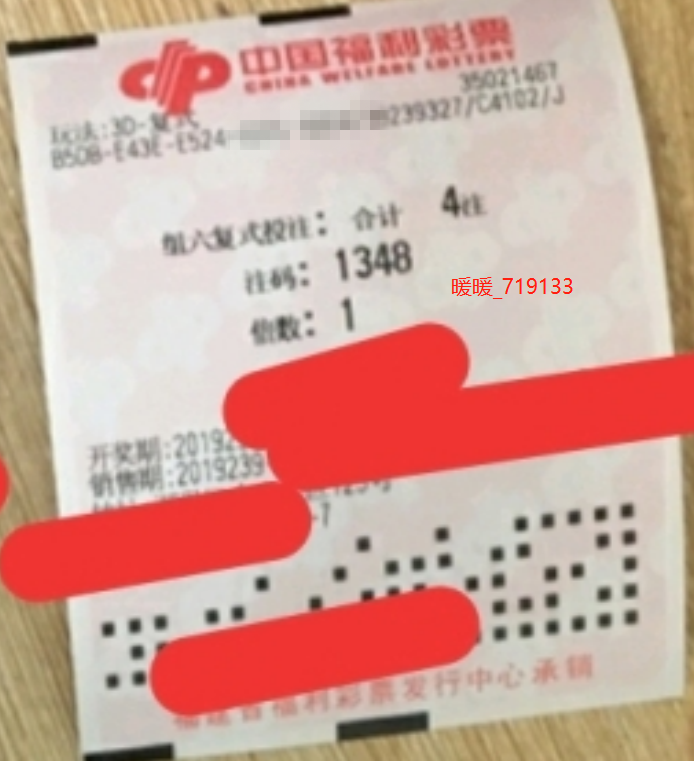 中国福利彩票
CHINA WELFARE LOTTERY
35021467
玩法:3D-复式
B5DB-E43E-E524 239327/C4102/J
组六复式投注: 合计 4注
注码: 1348
暖暖_719133
倍数: 1
开奖期:20192
销售期:2019239
-7
福建省福利彩票发行中心承销